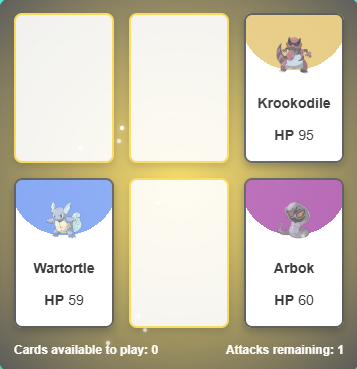 Krookodile
HP 95
Wartortle
HP 59
Arbok
HP 60
Cards available to play: 0
Attacks remaining: 1